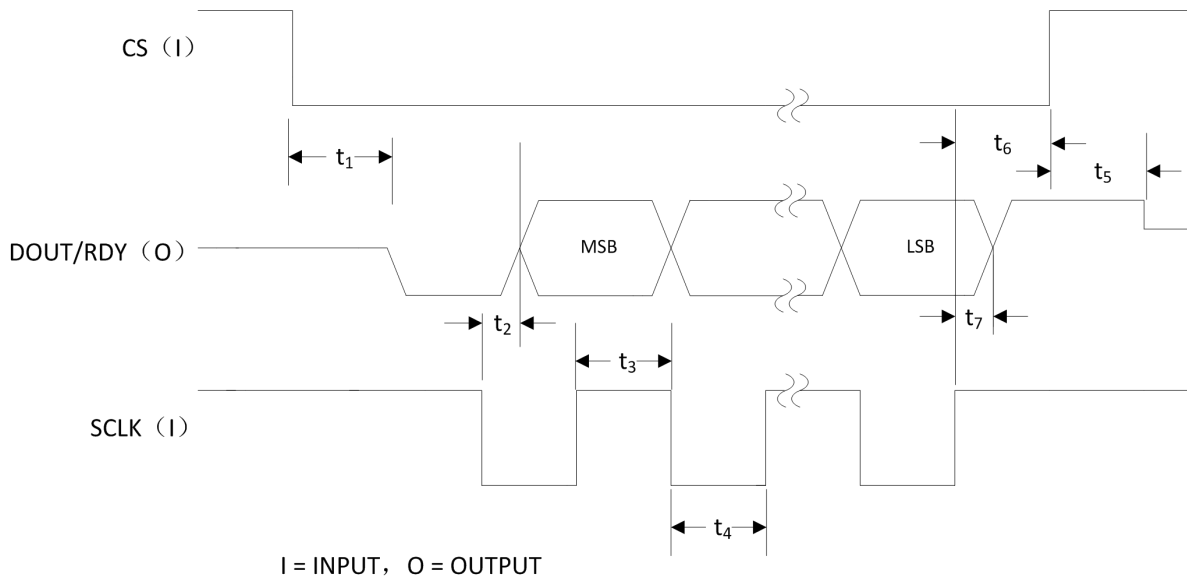 CS（I）
t₁
t₆
t₅
DOUT/RDY（O）
MSB
LSB
t₂
t₇
t₃
SCLK（I）
t₄
I = INPUT，O = OUTPUT